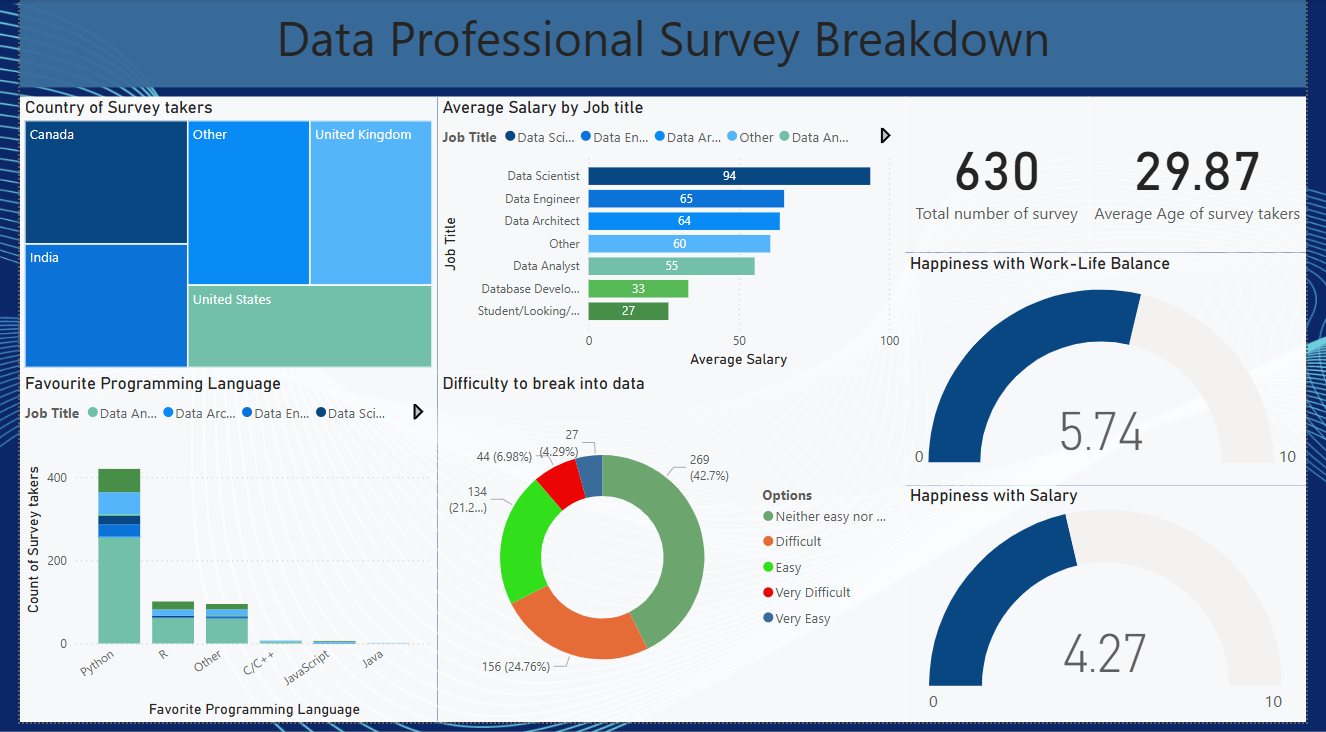 Data Professional Survey Breakdown
Country of Survey takers
Canada
Other
United Kingdom
India
United States
Average Salary by Job title
Job Title Data Sci... Data En... Data Ar... Other Data An...
Job Title
Data Scientist 94
Data Engineer 65
Data Architect 64
Other 60
Data Analyst 55
Database Develo... 33
Student/Looking/... 27
0 50 100
Average Salary
630
Total number of survey
29.87
Average Age of survey takers
Happiness with Work-Life Balance
5.74
0 10
Favourite Programming Language
Job Title Data An... Data Arc... Data En... Data Sci...
Count of Survey takers
400
200
0
Python R Other C/C++ JavaScript Java
Favorite Programming Language
Difficulty to break into data
27
(4.29%)
44 (6.98%)
269
(42.7%)
134
(21.2...)
156 (24.76%)
Options
Neither easy nor ...
Difficult
Easy
Very Difficult
Very Easy
Happiness with Salary
4.27
0 10